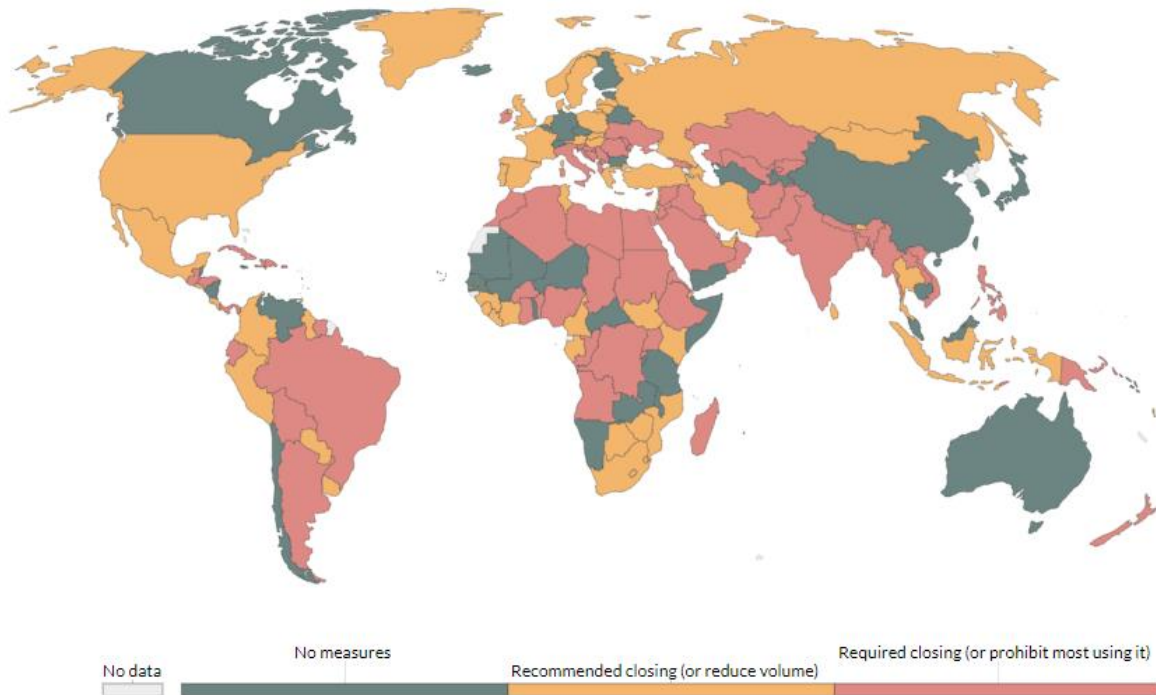 No measures
Required closing (or prohibit most using it)
No data
Recommended closing (or reduce volume)